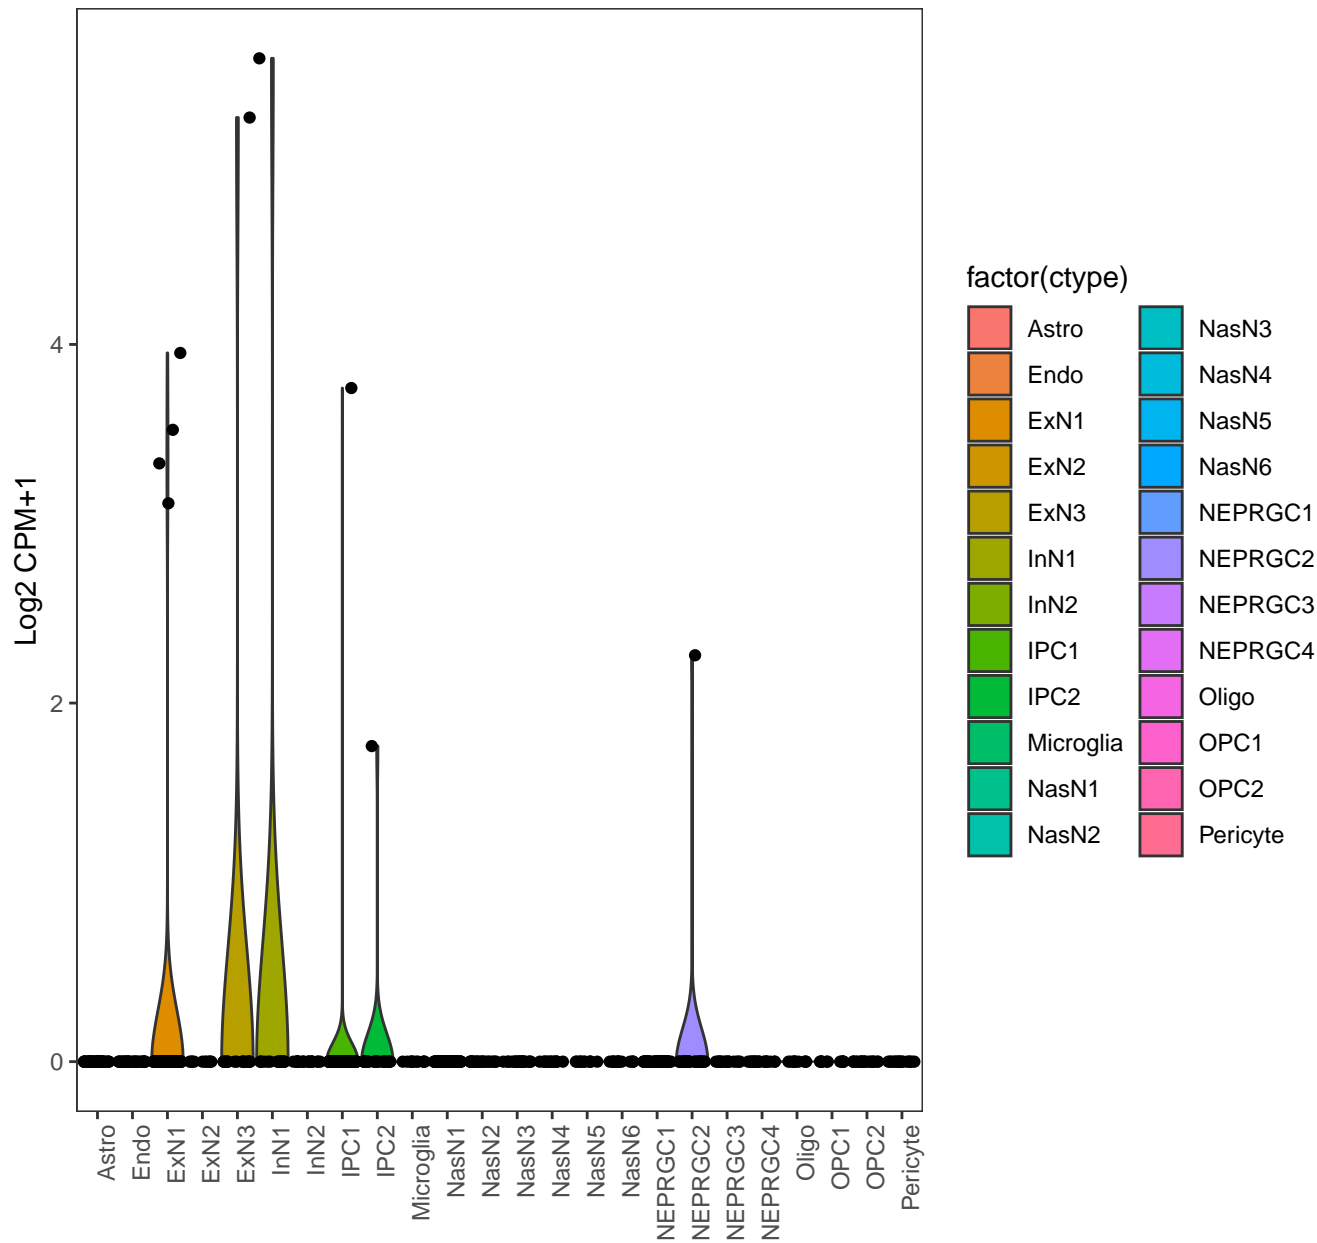 4
2
0
Log2 CPM+1
Astro
Endo
ExN1
ExN2
ExN3
InN1
InN2
IPC1
IPC2
Microglia
NasN1
NasN2
NasN3
NasN4
NasN5
NasN6
NEPRGC1
NEPRGC2
NEPRGC3
NEPRGC4
Oligo
OPC1
OPC2
Pericyte
factor(ctype)
Astro
Endo
ExN1
ExN2
ExN3
InN1
InN2
IPC1
IPC2
Microglia
NasN1
NasN2
NasN3
NasN4
NasN5
NasN6
NEPRGC1
NEPRGC2
NEPRGC3
NEPRGC4
Oligo
OPC1
OPC2
Pericyte